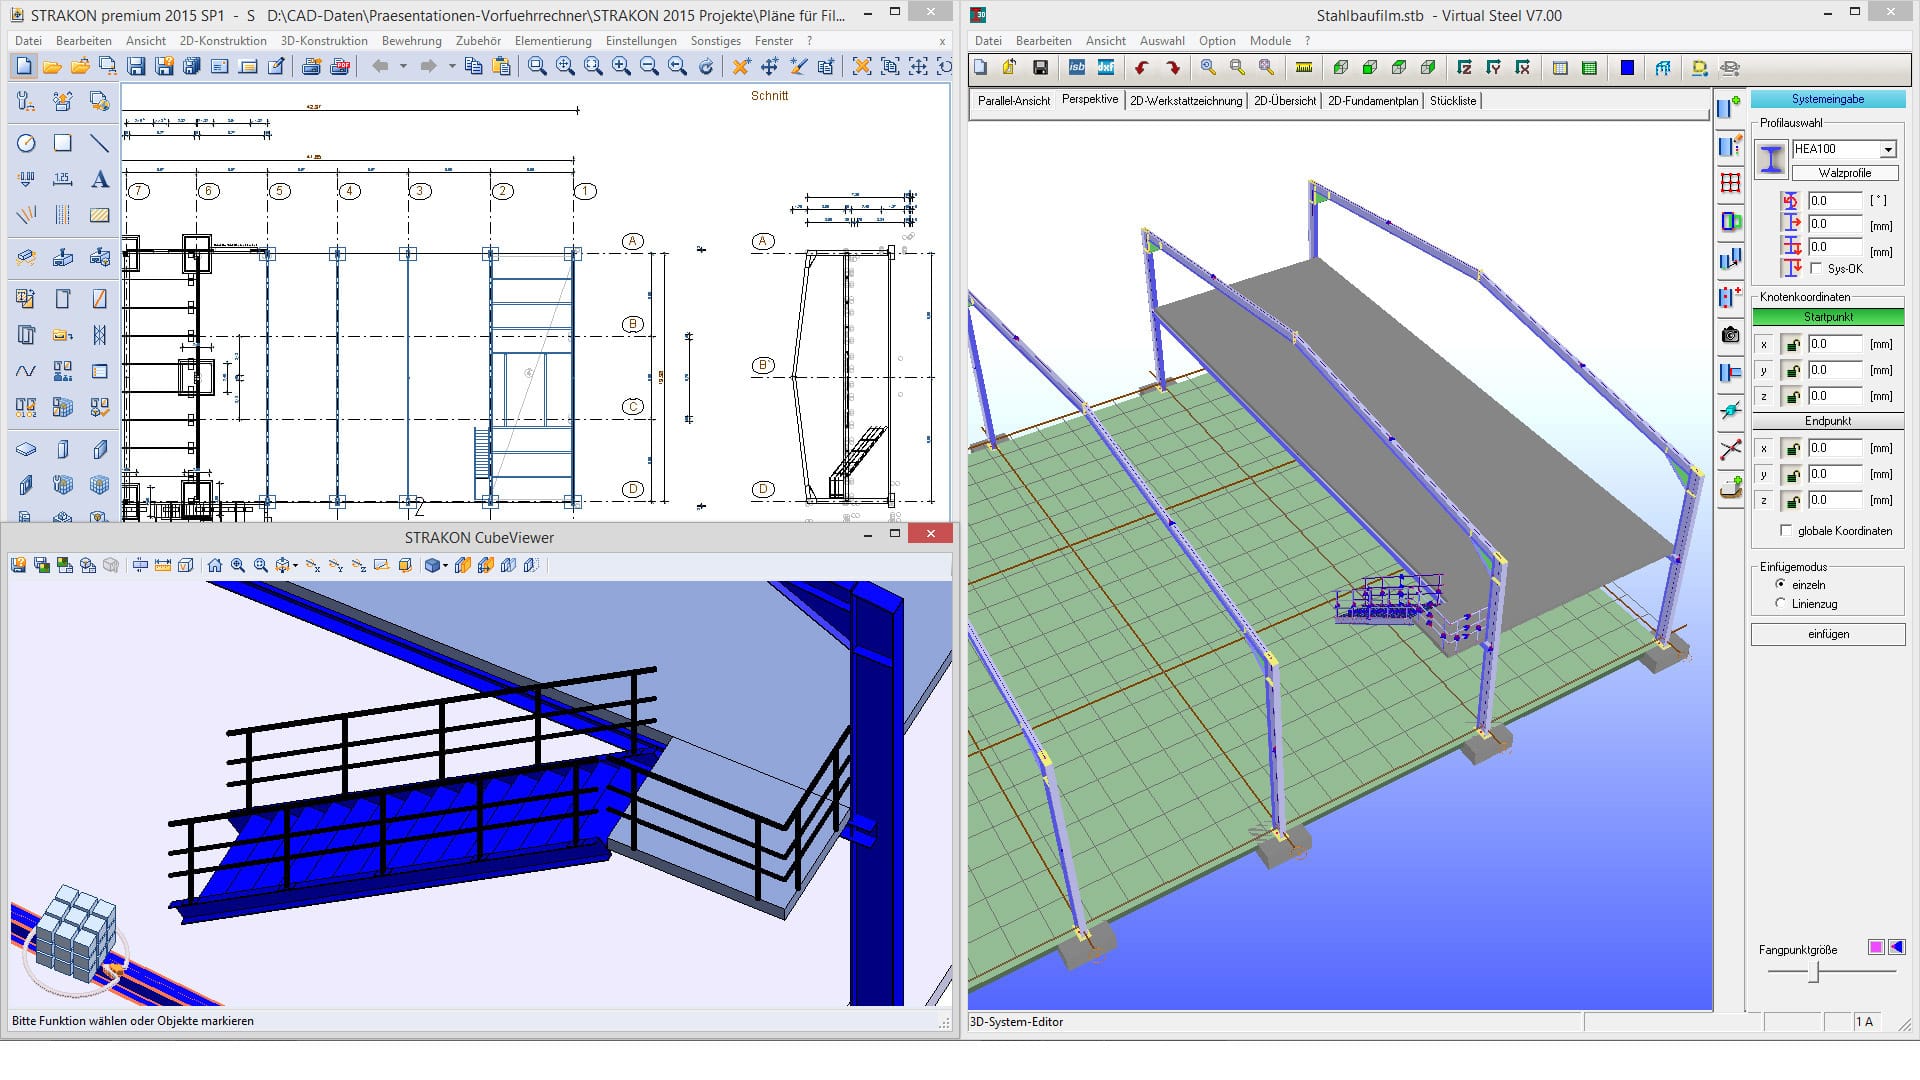 STRAKON premium 2015 SP1 - S D:\CAD-Daten\Praesentationen-Vorfuehrrechner\STRAKON 2015 Projekte\Pläne für Fil...
Datei Bearbeiten Ansicht 2D-Konstruktion 3D-Konstruktion Bewehrung Zubehör Elementierung Einstellungen Sonstiges Fenster ?
Schnitt
7 6 5 4 3 2 1
A
B
C
D
A
B
D
2
STRAKON CubeViewer
Bitte Funktion wählen oder Objekte markieren
Stahlbaufilm.stb - Virtual Steel V7.00
Datei Bearbeiten Ansicht Auswahl Option Module ?
isb dxf
Parallel-Ansicht Perspektive 2D-Werkstattzeichnung 2D-Übersicht 2D-Fundamentplan Stückliste
Systemeingabe
Profilauswahl
HEA100
Walzprofile
0.0 [°]
0.0 [mm]
0.0 [mm]
Sys-OK
Knotenkoordinaten
Startpunkt
x 0.0 [mm]
y 0.0 [mm]
z 0.0 [mm]
Endpunkt
x 0.0 [mm]
y 0.0 [mm]
z 0.0 [mm]
globale Koordinaten
Einfügemodus
einzeln
Linienzug
einfügen
Fangpunktgröße
3D-System-Editor
1 A